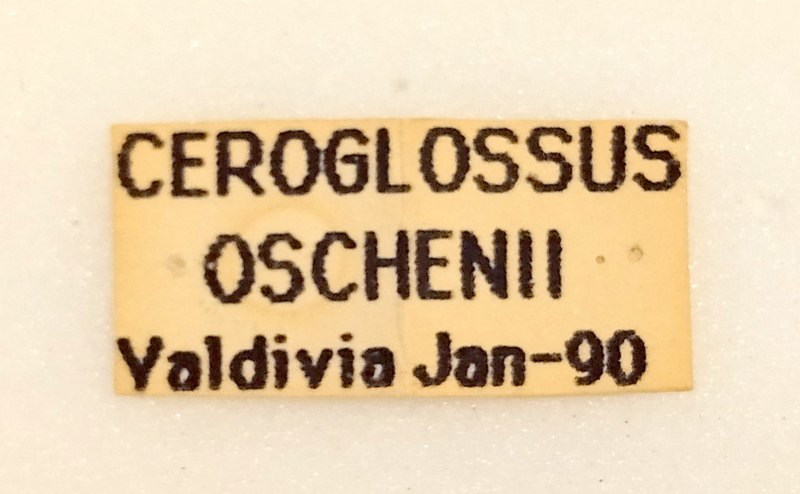 CEROGLOSSUS
OSCHENII
Valdivia Jan-90